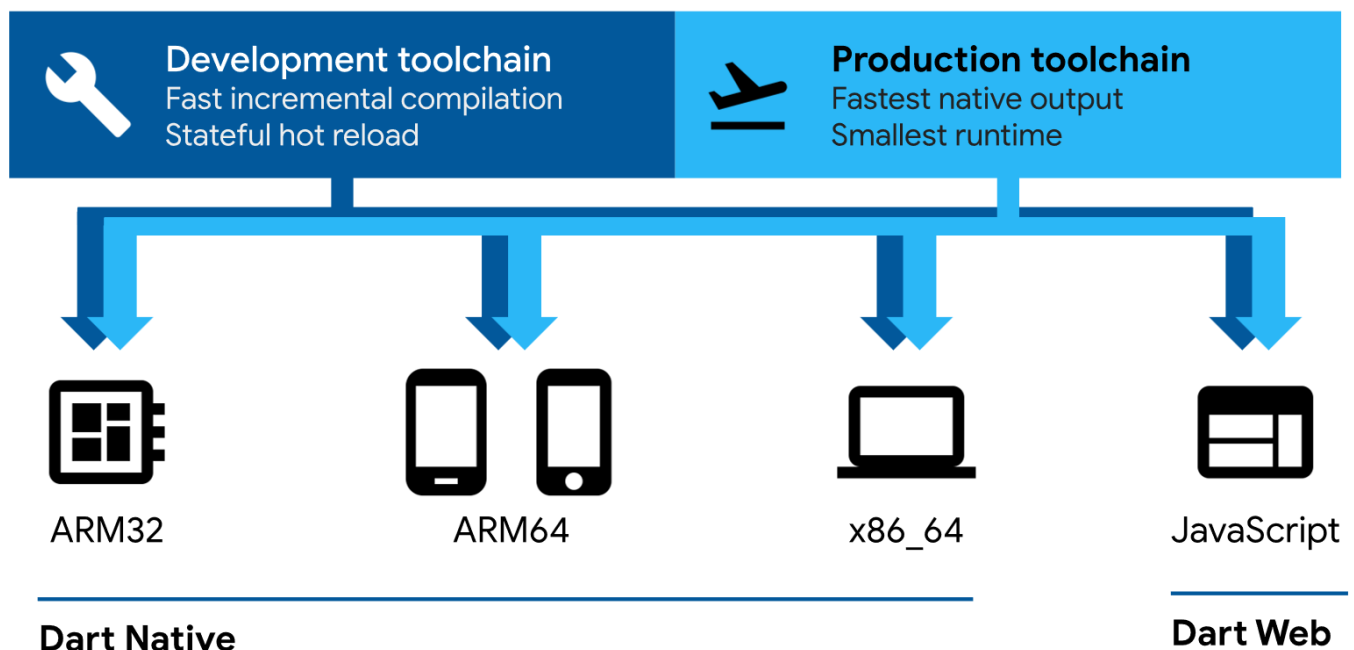 Development toolchain
Fast incremental compilation
Stateful hot reload
Production toolchain
Fastest native output
Smallest runtime
ARM32
ARM64
x86_64
JavaScript
Dart Native
Dart Web